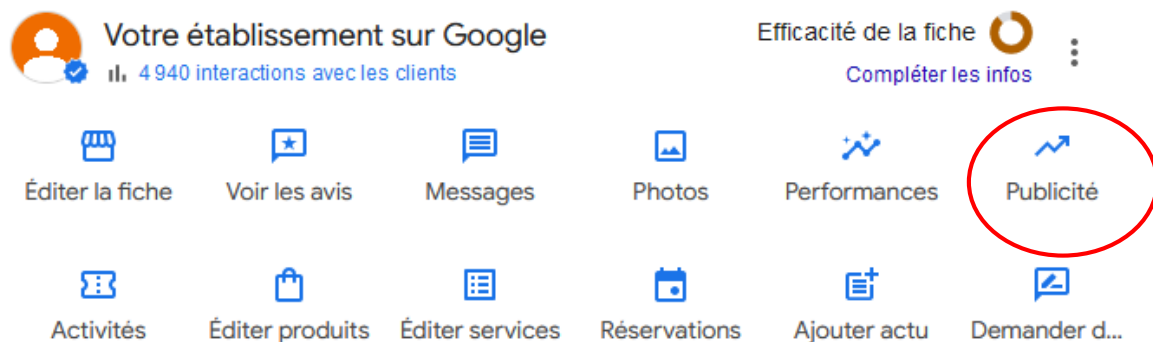 Votre établissement sur Google
4 940 interactions avec les clients
Efficacité de la fiche
Compléter les infos
Éditer la fiche Voir les avis Messages Photos Performances Publicité
Activités Éditer produits Éditer services Réservations Ajouter actu Demander d...